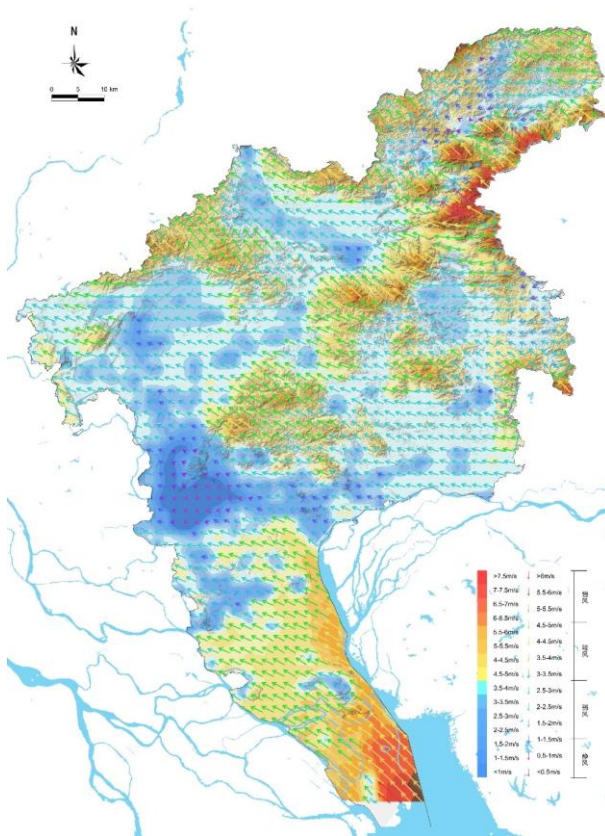 N
0 5 10 km
>7.5m/s >6m/s
7-7.5m/s 5.5-6m/s
6.5-7m/s 5-5.5m/s
6-6.5m/s 4.5-5m/s
5.5-6m/s
5-5.5m/s 4-4.5m/s
4-4.5m/s 3.5-4m/s
4.5-5m/s 3-3.5m/s
3.5-4m/s 2.5-3m/s
3-3.5m/s 2-2.5m/s
2.5-3m/s
2-2.5m/s 1.5-2m/s
1.5-2m/s 1-1.5m/s
1-1.5m/s 0.5-1m/s
<1m/s <0.5m/s